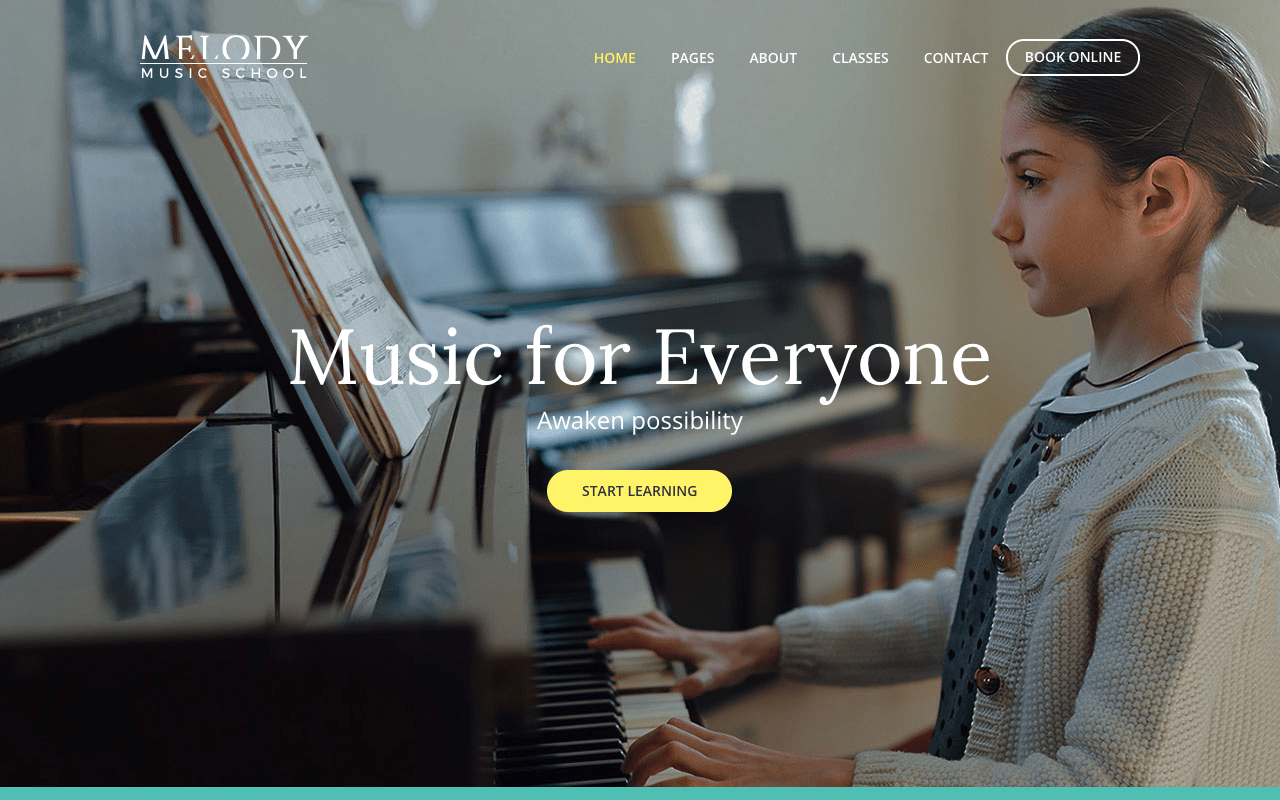 MELODY
MUSIC SCHOOL
HOME PAGES ABOUT CLASSES CONTACT BOOK ONLINE
Music for Everyone
Awaken possibility
START LEARNING